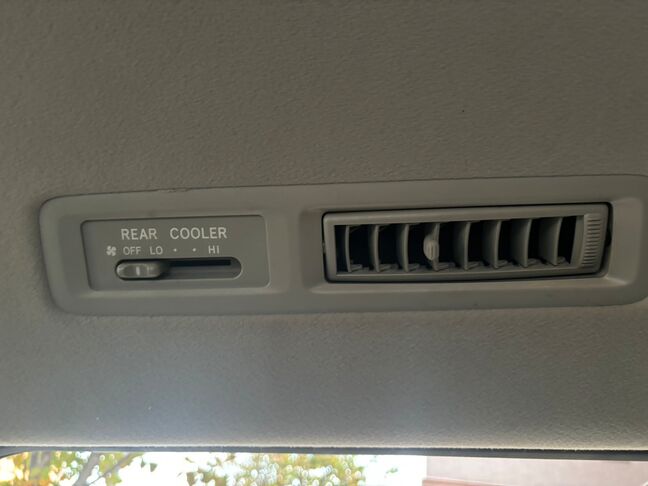 REAR COOLER
OFF LO • • HI